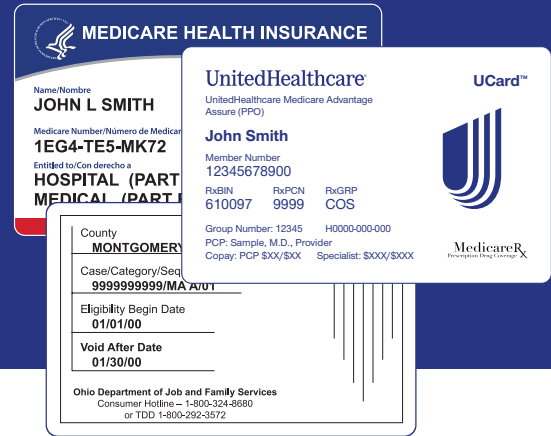 MEDICARE HEALTH INSURANCE
Name/Nombre
JOHN L SMITH
Medicare Number/Número de Medicar
1EG4-TE5-MK72
Entitled to/Con derecho a
HOSPITAL (PART
MEDICAL (PART
UnitedHealthcare®
UCard™
UnitedHealthcare Medicare Advantage
Assure (PPO)
John Smith
Member Number
12345678900
RxBIN RxPCN RxGRP
610097 9999 COS
Group Number: 12345 H0000-000-000
PCP: Sample, M.D., Provider
Copay: PCP $XX/$XX Specialist: $XXX/$XXX
MedicareRx
Prescription Drug Coverage
County
MONTGOMERY
Case/Category/Seq
9999999999/MA A/01
Eligibility Begin Date
01/01/00
Void After Date
01/30/00
Ohio Department of Job and Family Services
Consumer Hotline – 1-800-324-8680
or TDD 1-800-292-3572